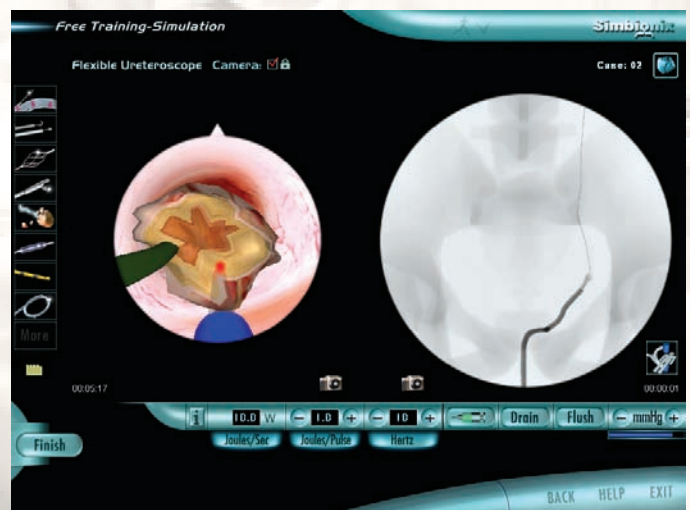 Free Training-Simulation
Simbionix
Flexible Ureteroscope Camera:
Case: 02
More
00:05:17
00:00:01
i 10.0 W − 1.0 + − 10 + Drain Flush − mmHg +
Finish
Joules/Sec Joules/Pulse Hertz
BACK HELP EXIT